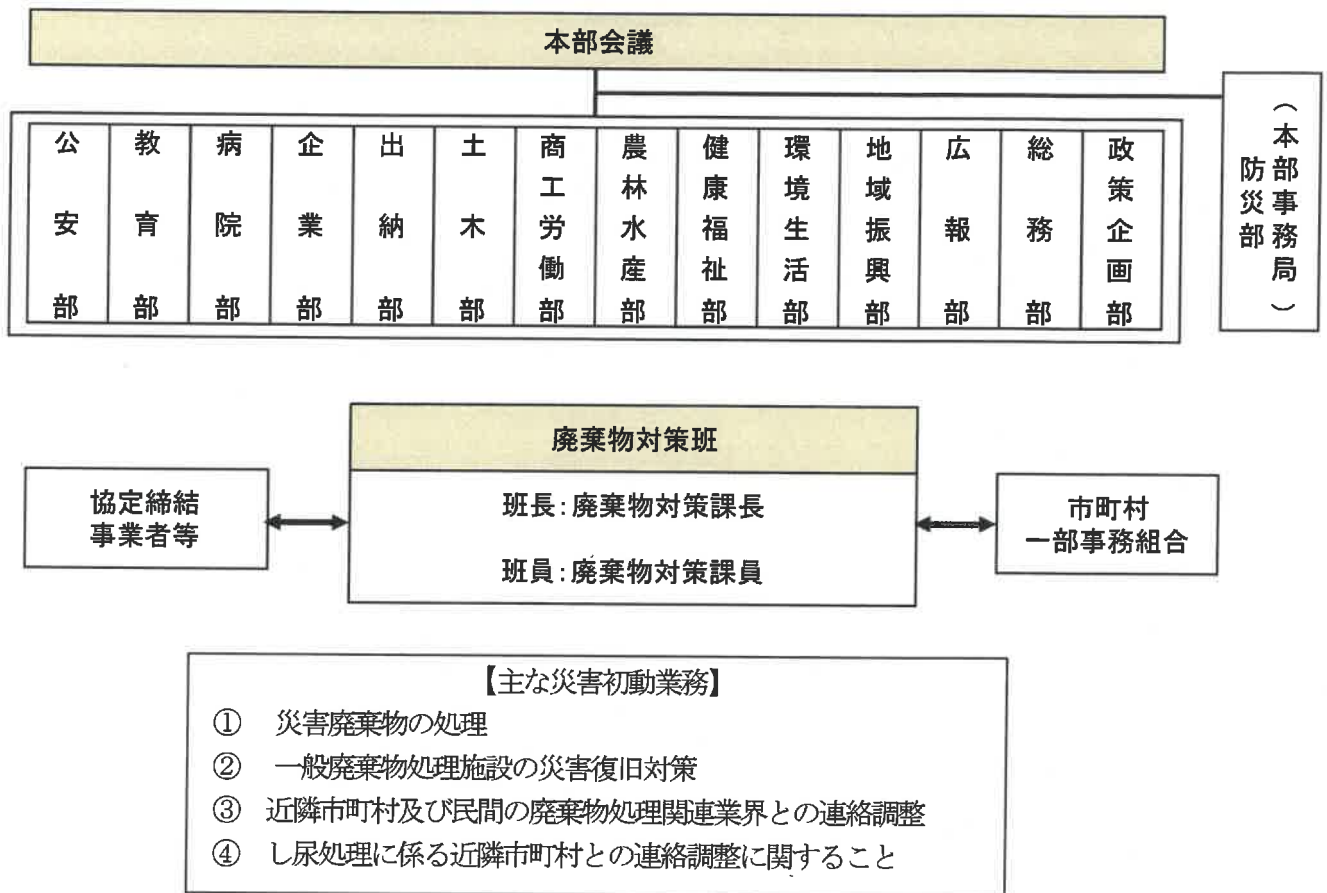 本部会議
(本部事務局)
防災部
公安部
教育部
病院部
企業部
出納部
土木部
商工労働部
農林水産部
健康福祉部
環境生活部
地域振興部
広報部
総務部
政策企画部
廃棄物対策班
班長:廃棄物対策課長
班員:廃棄物対策課員
協定締結
事業者等
市町村
一部事務組合
【主な災害初動業務】
① 災害廃棄物の処理
② 一般廃棄物処理施設の災害復旧対策
③ 近隣市町村及び民間の廃棄物処理関連業界との連絡調整
④ し尿処理に係る近隣市町村との連絡調整に関すること